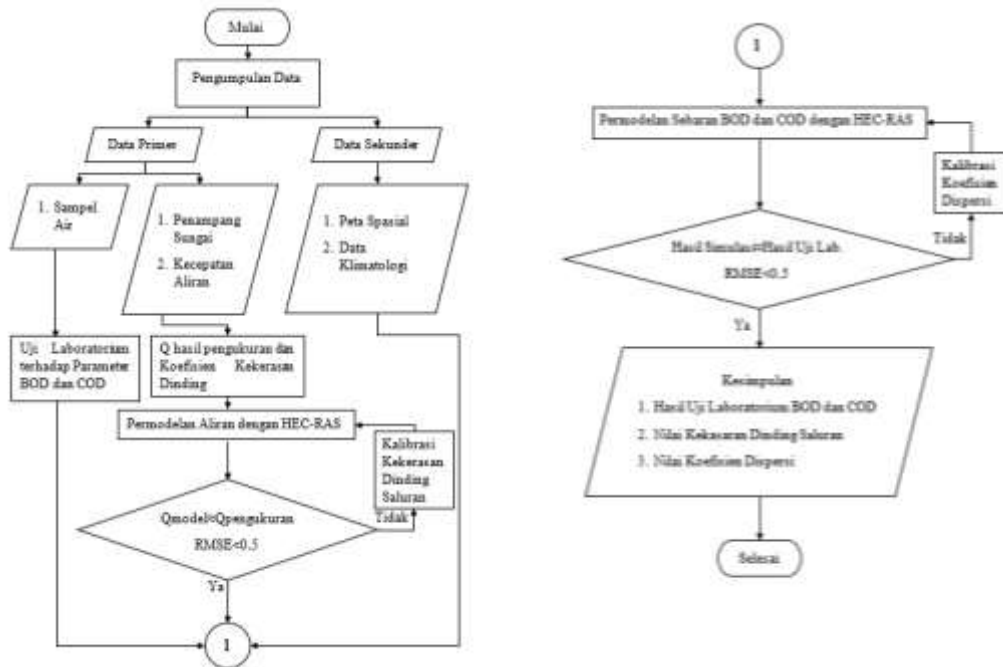 Mulai
Pengumpulan Data
Data Primer
Data Sekunder
1. Sampel
Air
1. Penampang
Sungai
2. Kecepatan
Aliran
1. Peta Spasial
2. Data
Klimatologi
Uji Laboratorium
terhadap Parameter
BOD dan COD
Q hasil pengukuran dan
Koefisien Kekerasan
Dinding
Permodelan Aliran dengan HEC-RAS
Kalibrasi
Kekerasan
Dinding
Saluran
Tidak
Qmodel≈Qpengukuran
RMSE<0.5
Ya
1
1
Permodelan Sebaran BOD dan COD dengan HEC-RAS
Kalibrasi
Koefisien
Dispersi
Tidak
Hasil Simulasi≈Hasil Uji Lab.
RMSE<0.5
Ya
Kesimpulan
1. Hasil Uji Laboratorium BOD dan COD
2. Nilai Kekasaran Dinding Saluran
3. Nilai Koefisien Dispersi
Selesai